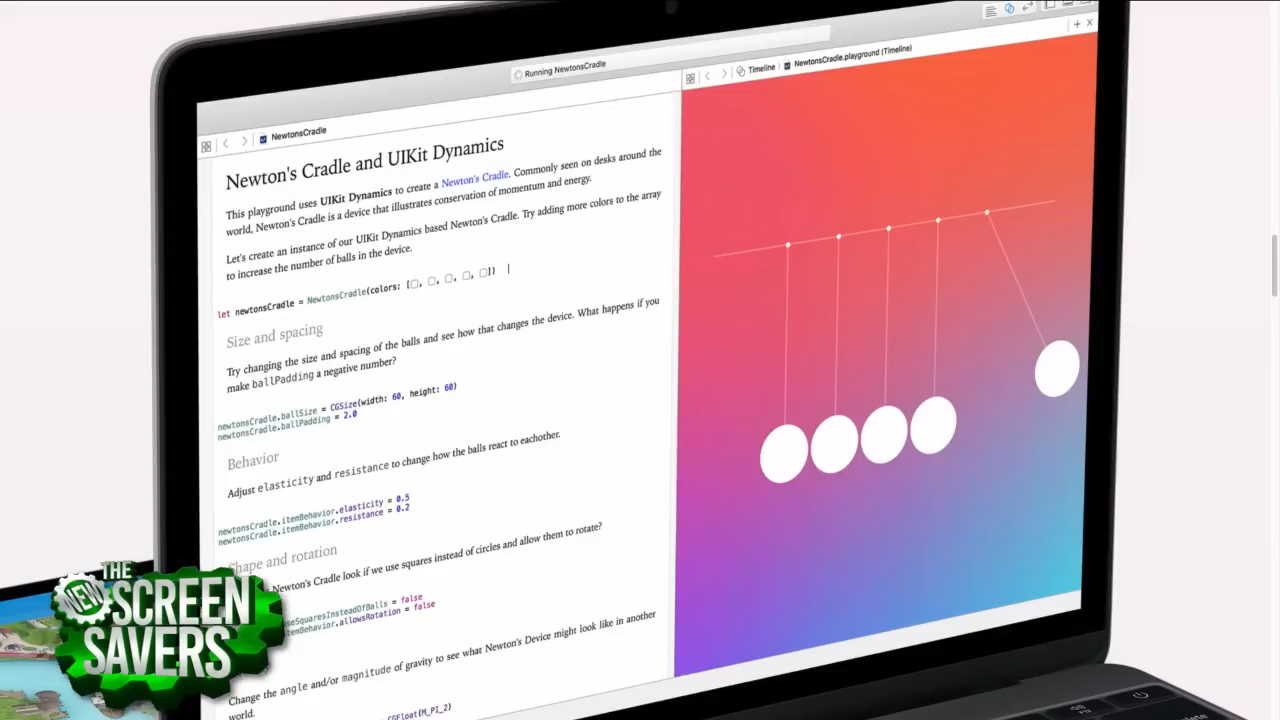 Running NewtonsCradle
NewtonsCradle
Timeline
NewtonsCradle.playground (Timeline)
Newton's Cradle and UIKit Dynamics
This playground uses UIKit Dynamics to create a Newton's Cradle. Commonly seen on desks around the
world, Newton's Cradle is a device that illustrates conservation of momentum and energy.
Let's create an instance of our UIKit Dynamics based Newton's Cradle. Try adding more colors to the array
to increase the number of balls in the device.
let newtonsCradle = NewtonsCradle(colors: [▢, ▢, ▢, ▢, ▢])
Size and spacing
Try changing the size and spacing of the balls and see how that changes the device. What happens if you
make ballPadding a negative number?
newtonsCradle.ballSize = CGSize(width: 60, height: 60)
newtonsCradle.ballPadding = 2.0
Behavior
Adjust elasticity and resistance to change how the balls react to eachother.
newtonsCradle.itemBehavior.elasticity = 0.5
newtonsCradle.itemBehavior.resistance = 0.2
Shape and rotation
Newton's Cradle look if we use squares instead of circles and allow them to rotate?
useSquaresInsteadOfBalls = false
itemBehavior.allowsRotation = false
Change the angle and/or magnitude of gravity to see what Newton's Device might look like in another
world.
CGFloat(M_PI_2)
THE
NEW
SCREEN
SAVERS
F12